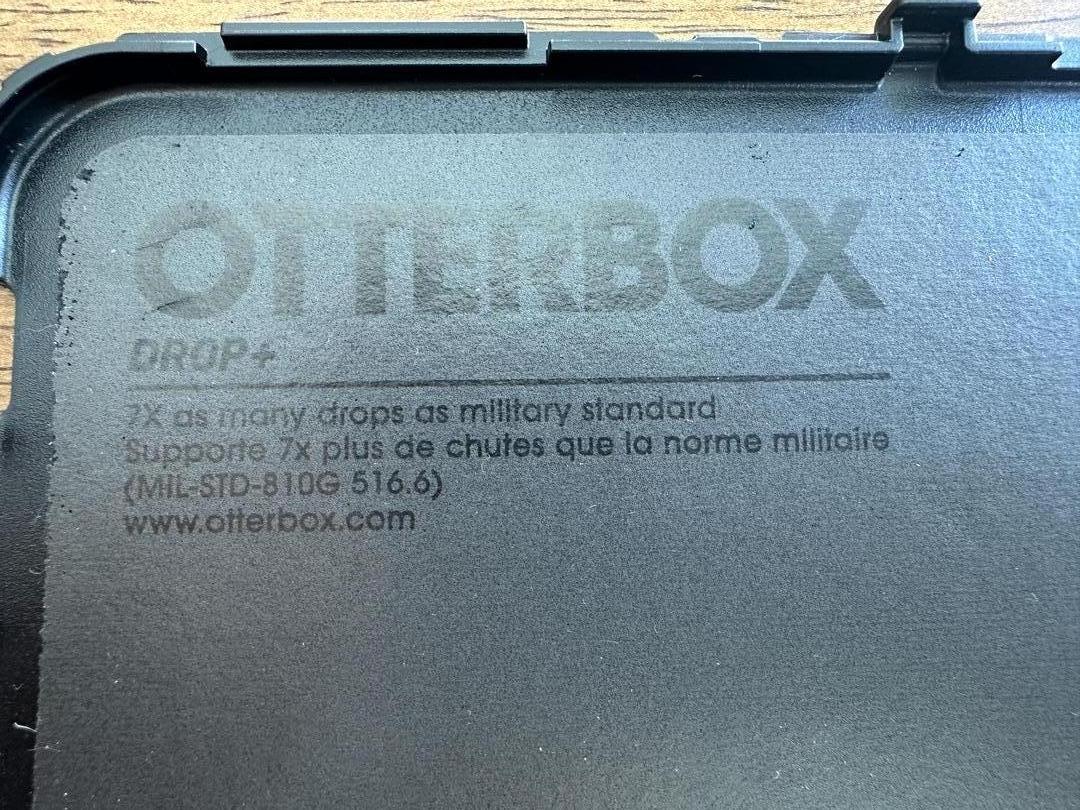 OTTERBOX
DROP+
7X as many drops as military standard
Supporte 7x plus de chutes que la norme militaire
(MIL-STD-810G 516.6)
www.otterbox.com